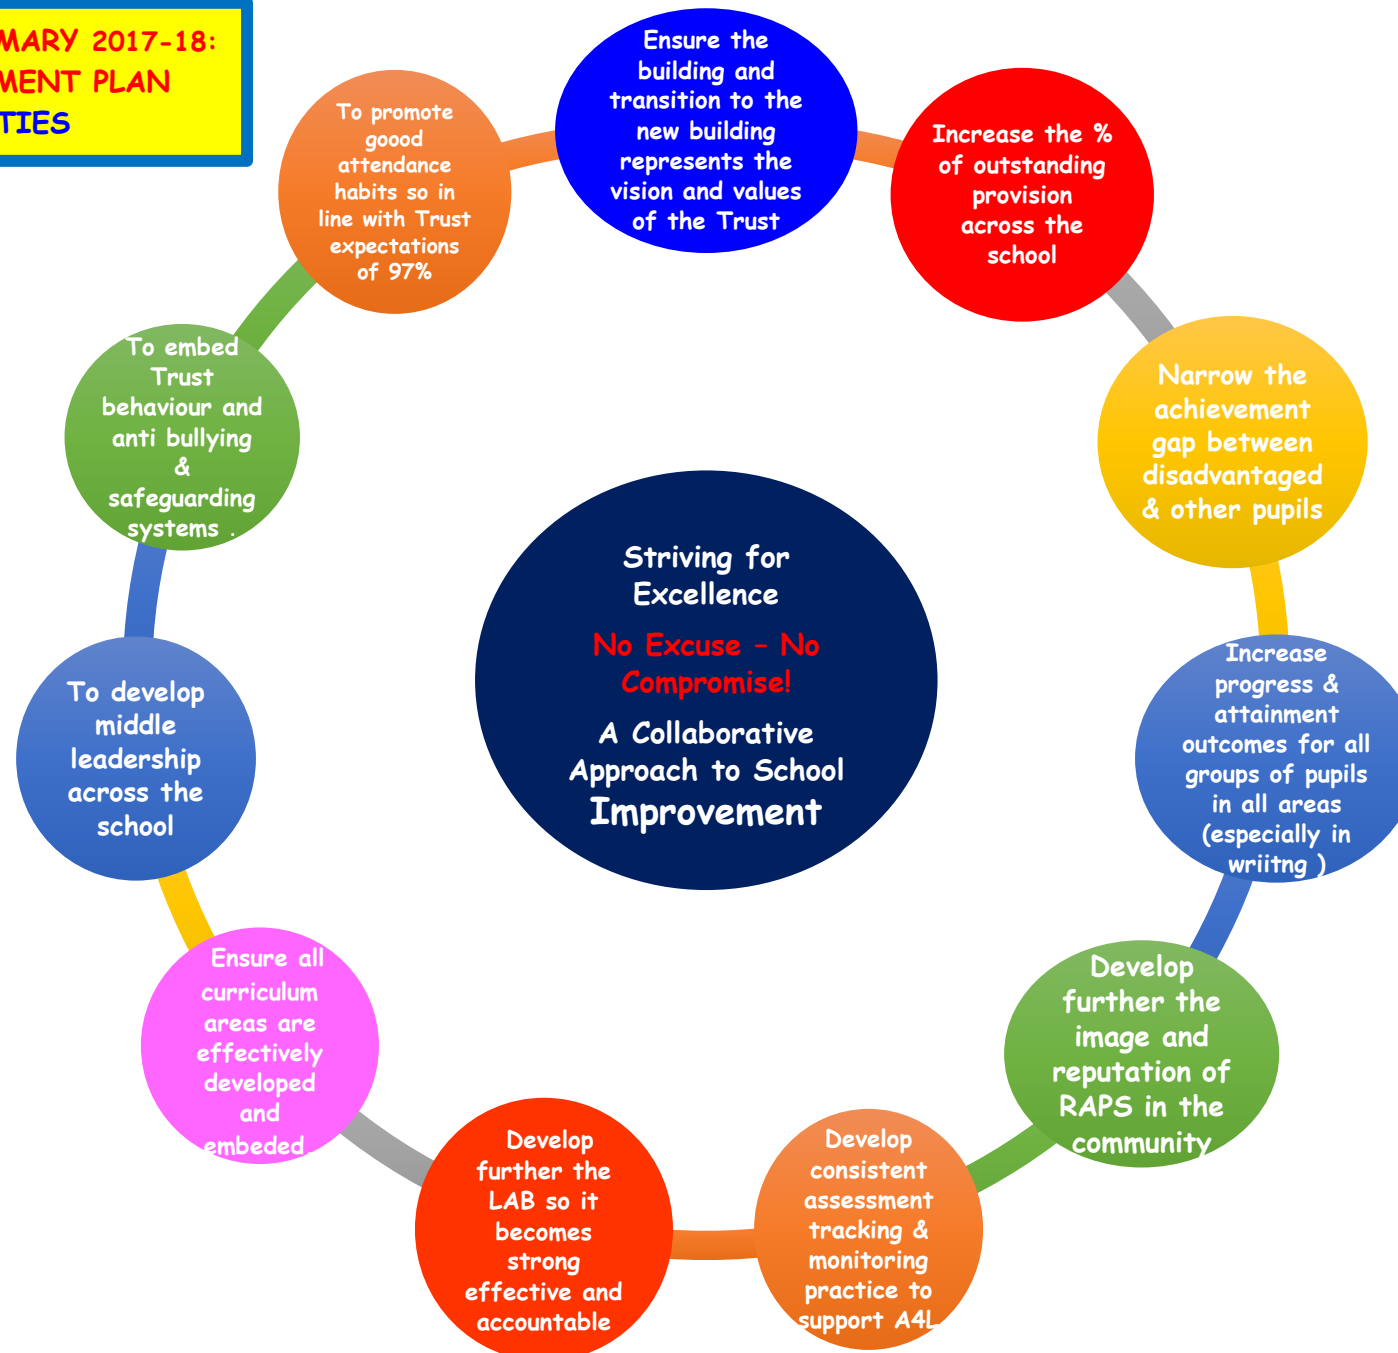 MARY 2017-18:
MENT PLAN
TIES
Ensure the
building and
transition to the
new building
represents the
vision and values
of the Trust
Increase the %
of outstanding
provision
across the
school
Narrow the
achievement
gap between
disadvantaged
& other pupils
Increase
progress &
attainment
outcomes for all
groups of pupils
in all areas
(especially in
wriitng )
Develop
further the
image and
reputation of
RAPS in the
community
Develop
consistent
assessment
tracking &
monitoring
practice to
support A4L
Develop
further the
LAB so it
becomes
strong
effective and
accountable
Ensure all
curriculum
areas are
effectively
developed
and
embeded.
To develop
middle
leadership
across the
school
To embed
Trust
behaviour and
anti bullying
&
safeguarding
systems .
To promote
goood
attendance
habits so in
line with Trust
expectations
of 97%
Striving for
Excellence
No Excuse – No
Compromise!
A Collaborative
Approach to School
Improvement